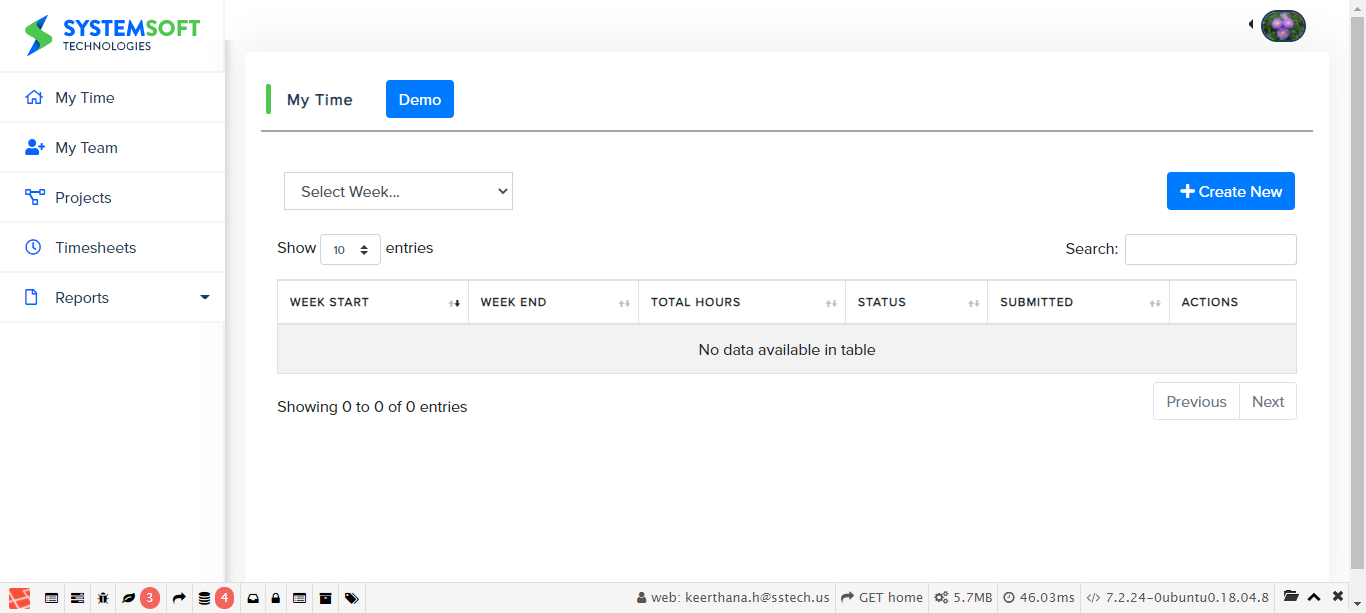 SYSTEMSOFT
TECHNOLOGIES
My Time
My Team
Projects
Timesheets
Reports
My Time Demo
Select Week...
Create New
Show 10 entries
Search:
WEEK START WEEK END TOTAL HOURS STATUS SUBMITTED ACTIONS
No data available in table
Showing 0 to 0 of 0 entries
Previous Next
3 4 web: keerthana.h@sstech.us GET home 5.7MB 46.03ms </> 7.2.24-0ubuntu0.18.04.8